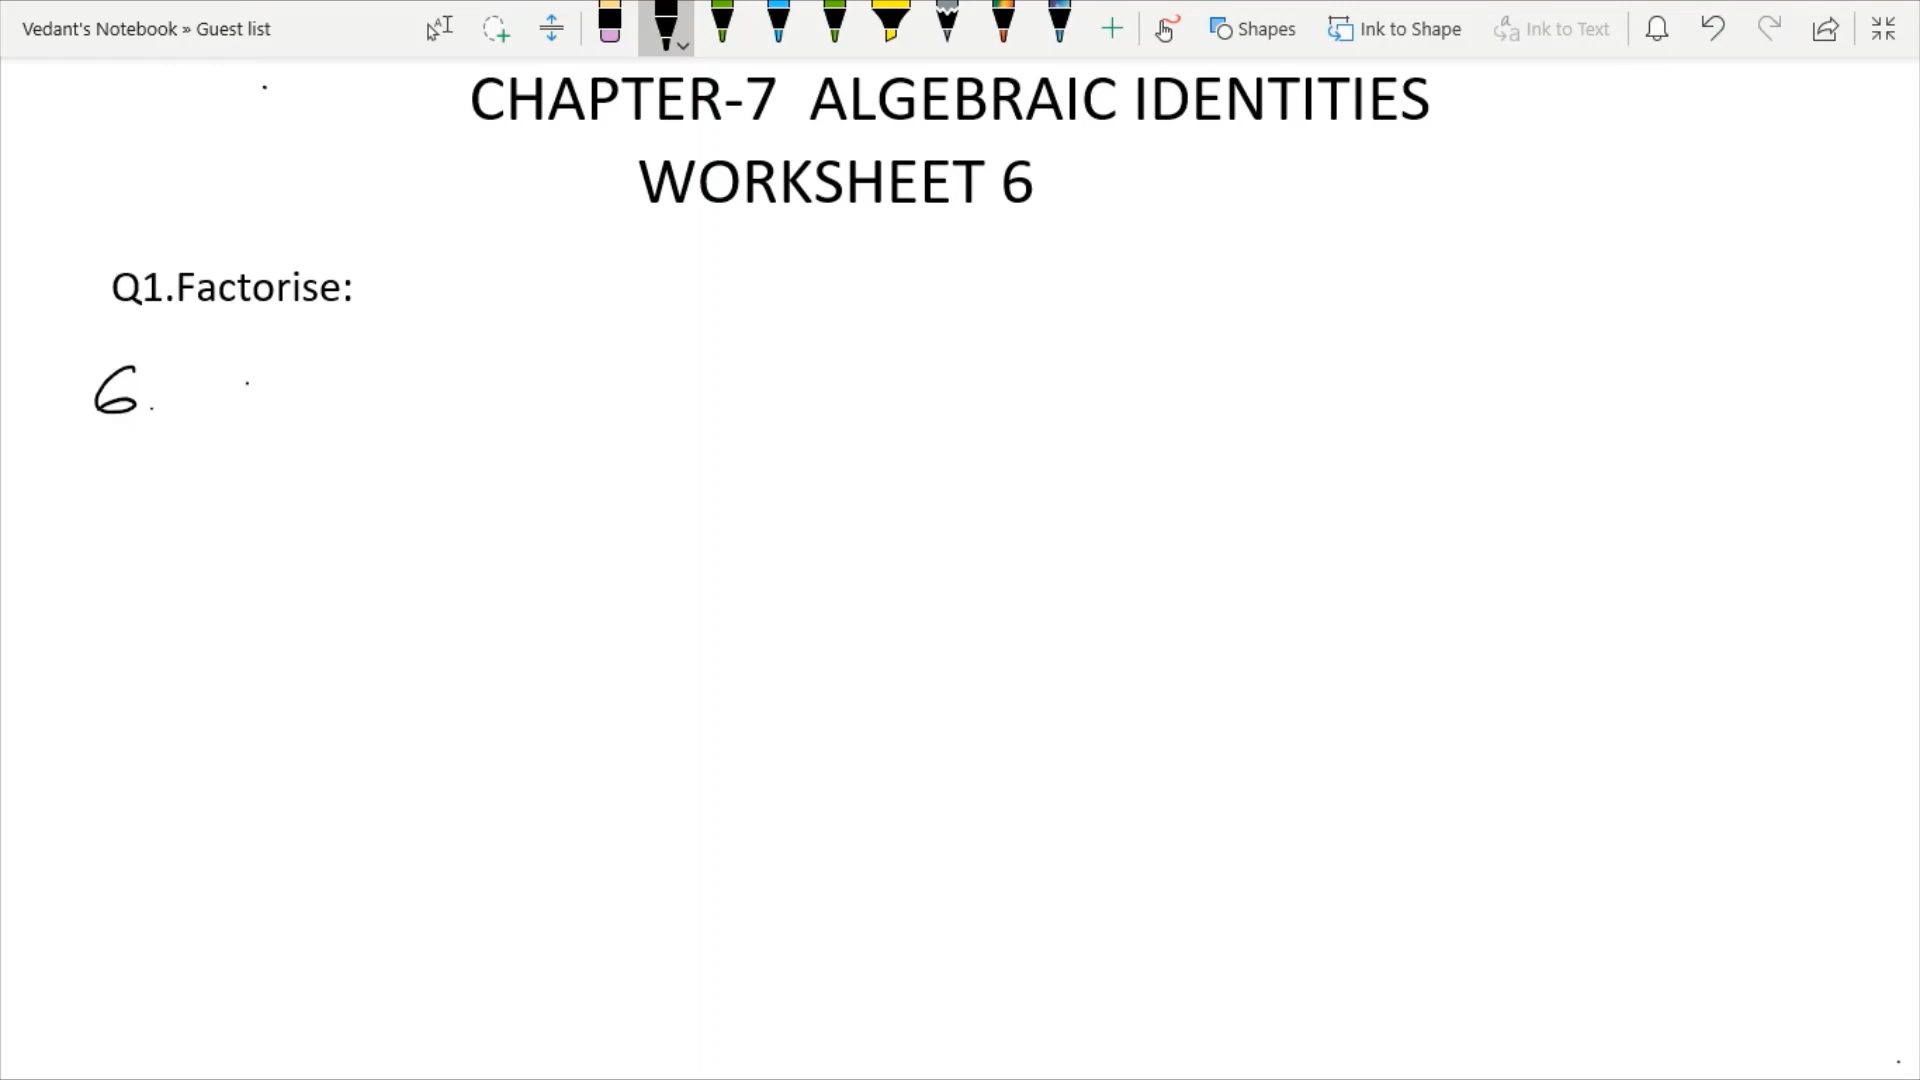 Vedant's Notebook » Guest list
Shapes
Ink to Shape
Ink to Text
CHAPTER-7 ALGEBRAIC IDENTITIES
WORKSHEET 6
Q1.Factorise:
6.